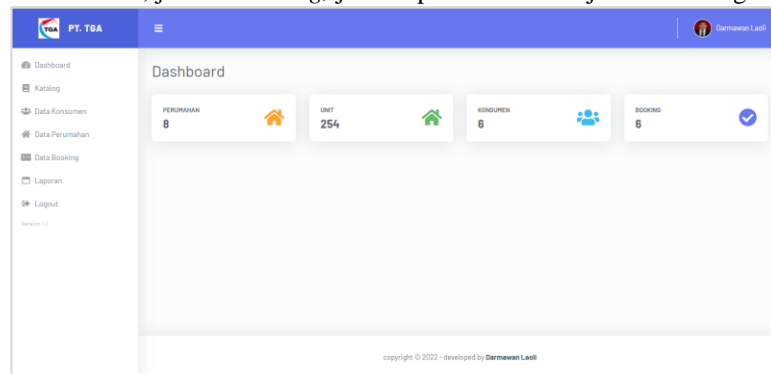 TGA PT. TGA
Darmawan Laoli
Dashboard
Katalog
Data Konsumen
Data Perumahan
Data Booking
Laporan
Logout
Version 1.1
Dashboard
PERUMAHAN
8
UNIT
254
KONSUMEN
6
BOOKING
6
copyright © 2022 - developed by Darmawan Laoli